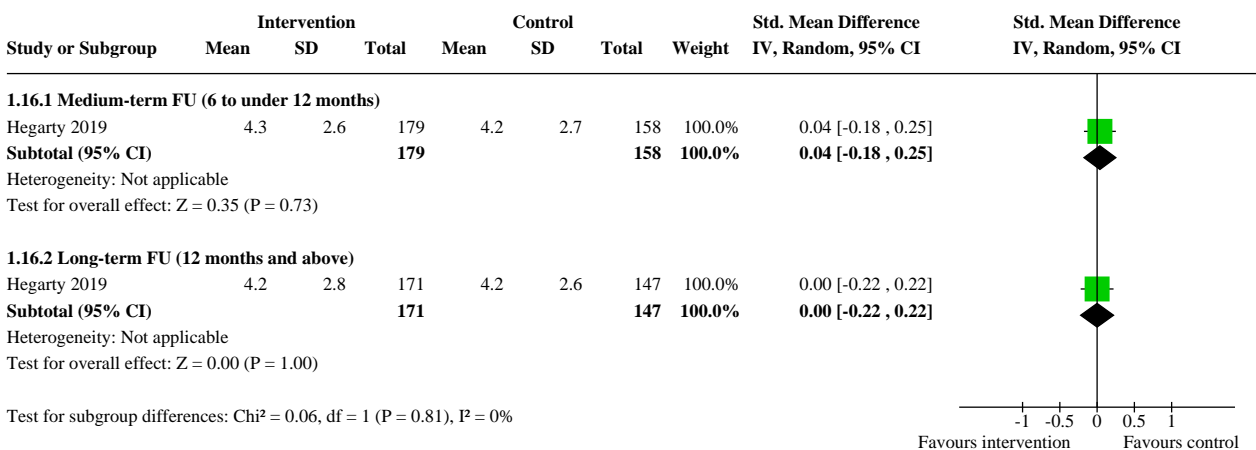 Intervention Control Std. Mean Difference Std. Mean Difference
Study or Subgroup Mean SD Total Mean SD Total Weight IV, Random, 95% CI IV, Random, 95% CI
1.16.1 Medium-term FU (6 to under 12 months)
Hegarty 2019 4.3 2.6 179 4.2 2.7 158 100.0% 0.04 [-0.18 , 0.25]
Subtotal (95% CI) 179 158 100.0% 0.04 [-0.18 , 0.25]
Heterogeneity: Not applicable
Test for overall effect: Z = 0.35 (P = 0.73)
1.16.2 Long-term FU (12 months and above)
Hegarty 2019 4.2 2.8 171 4.2 2.6 147 100.0% 0.00 [-0.22 , 0.22]
Subtotal (95% CI) 171 147 100.0% 0.00 [-0.22 , 0.22]
Heterogeneity: Not applicable
Test for overall effect: Z = 0.00 (P = 1.00)
Test for subgroup differences: Chi² = 0.06, df = 1 (P = 0.81), I² = 0%
-1 -0.5 0 0.5 1
Favours intervention Favours control